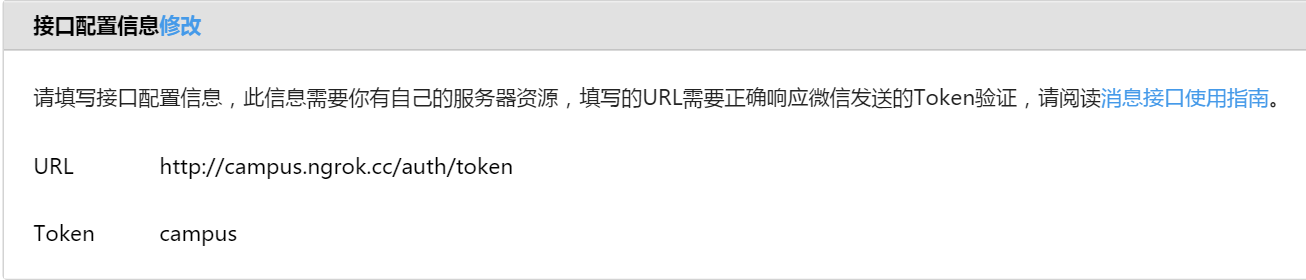 接口配置信息修改
请填写接口配置信息，此信息需要你有自己的服务器资源，填写的URL需要正确响应微信发送的Token验证，请阅读消息接口使用指南。
URL http://campus.ngrok.cc/auth/token
Token campus